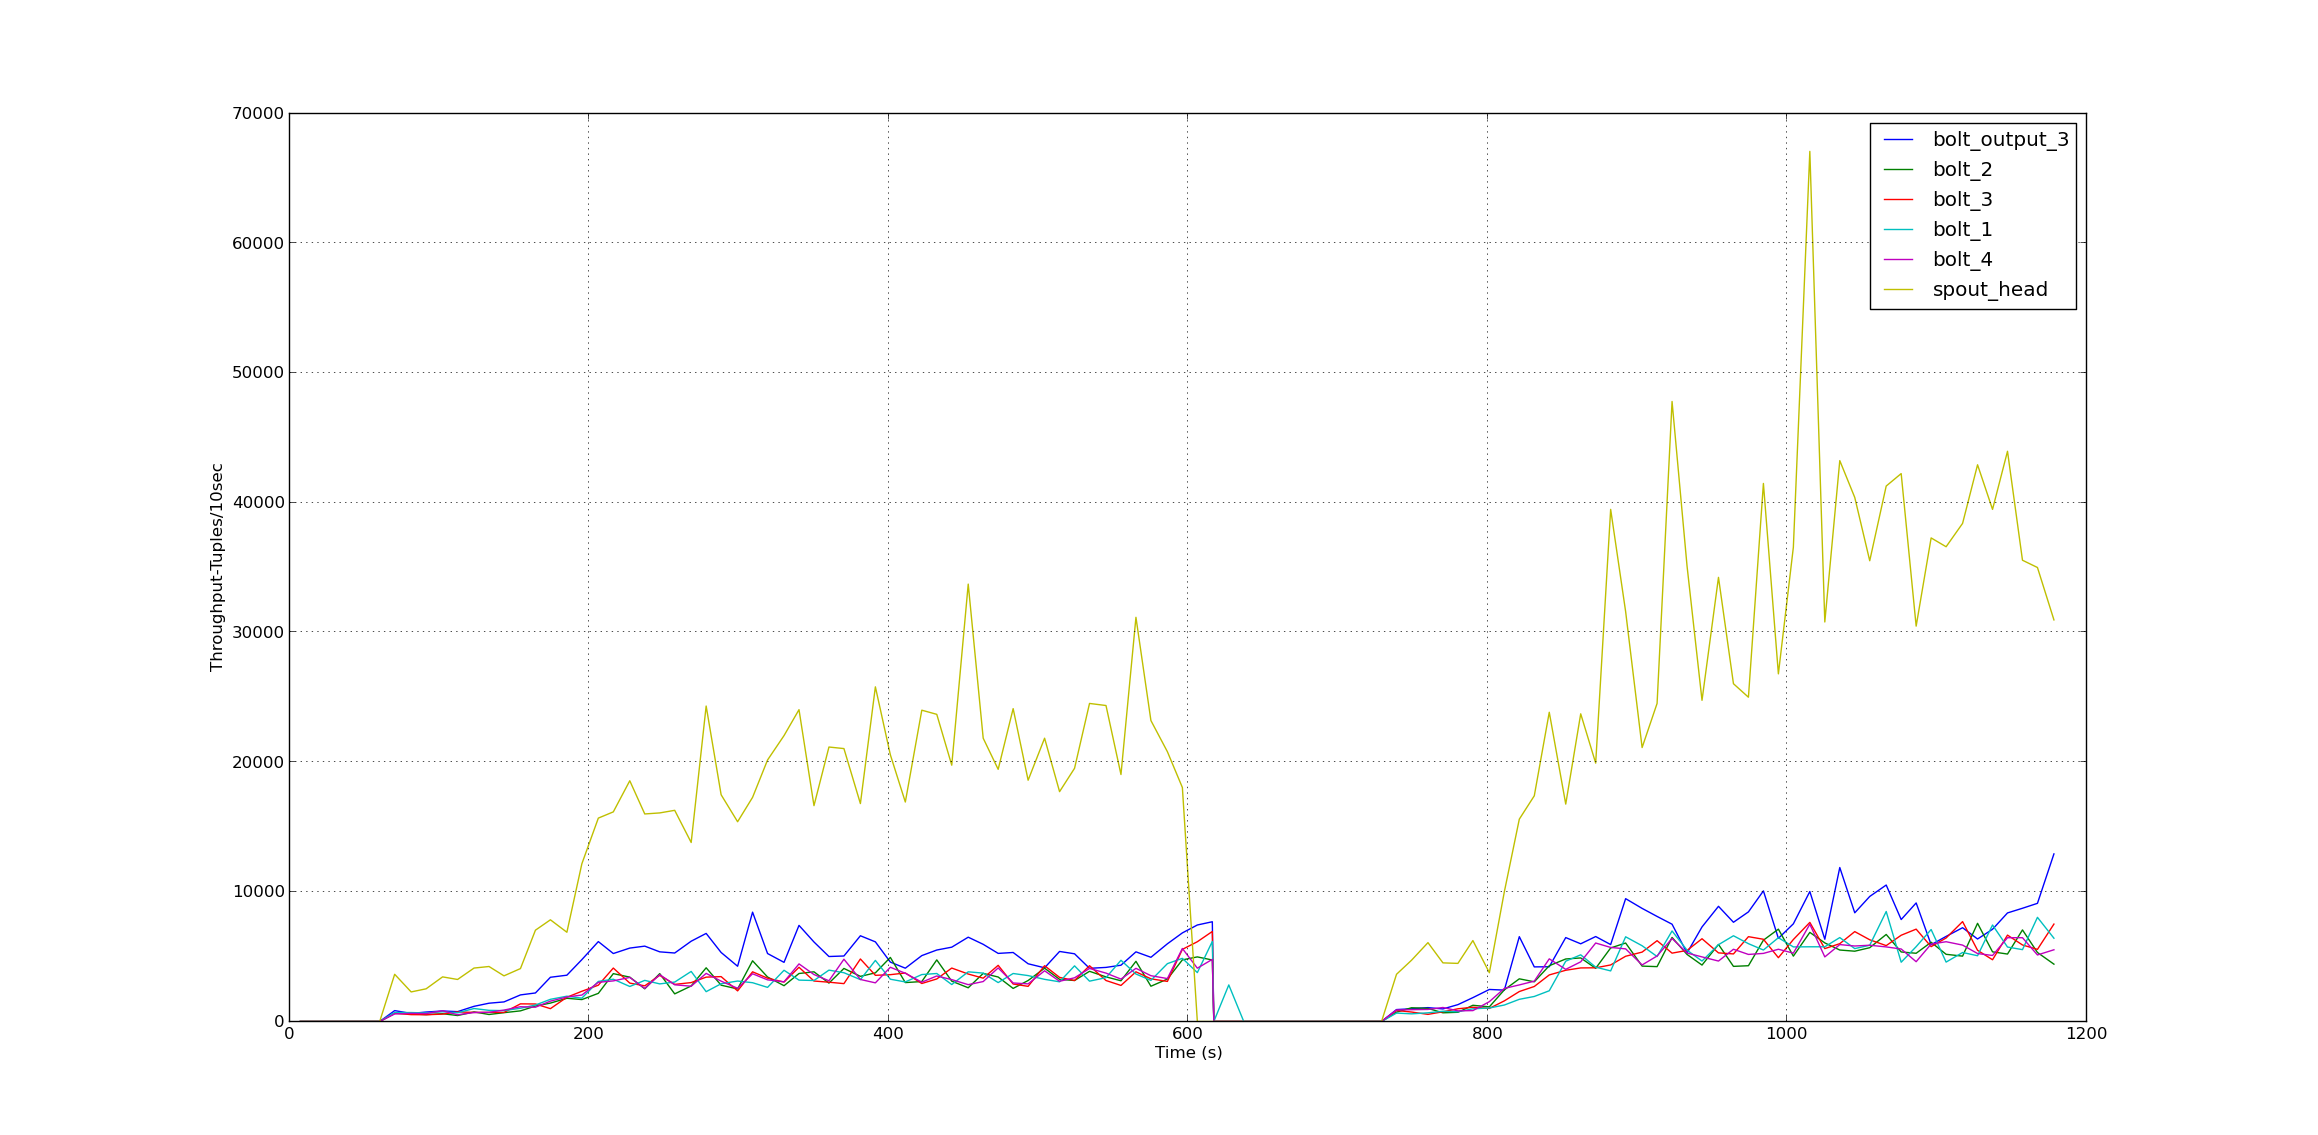 70000
60000
50000
40000
30000
20000
10000
0
Throughput-Tuples/10sec
0 200 400 600 800 1000 1200
Time (s)
bolt_output_3
bolt_2
bolt_3
bolt_1
bolt_4
spout_head